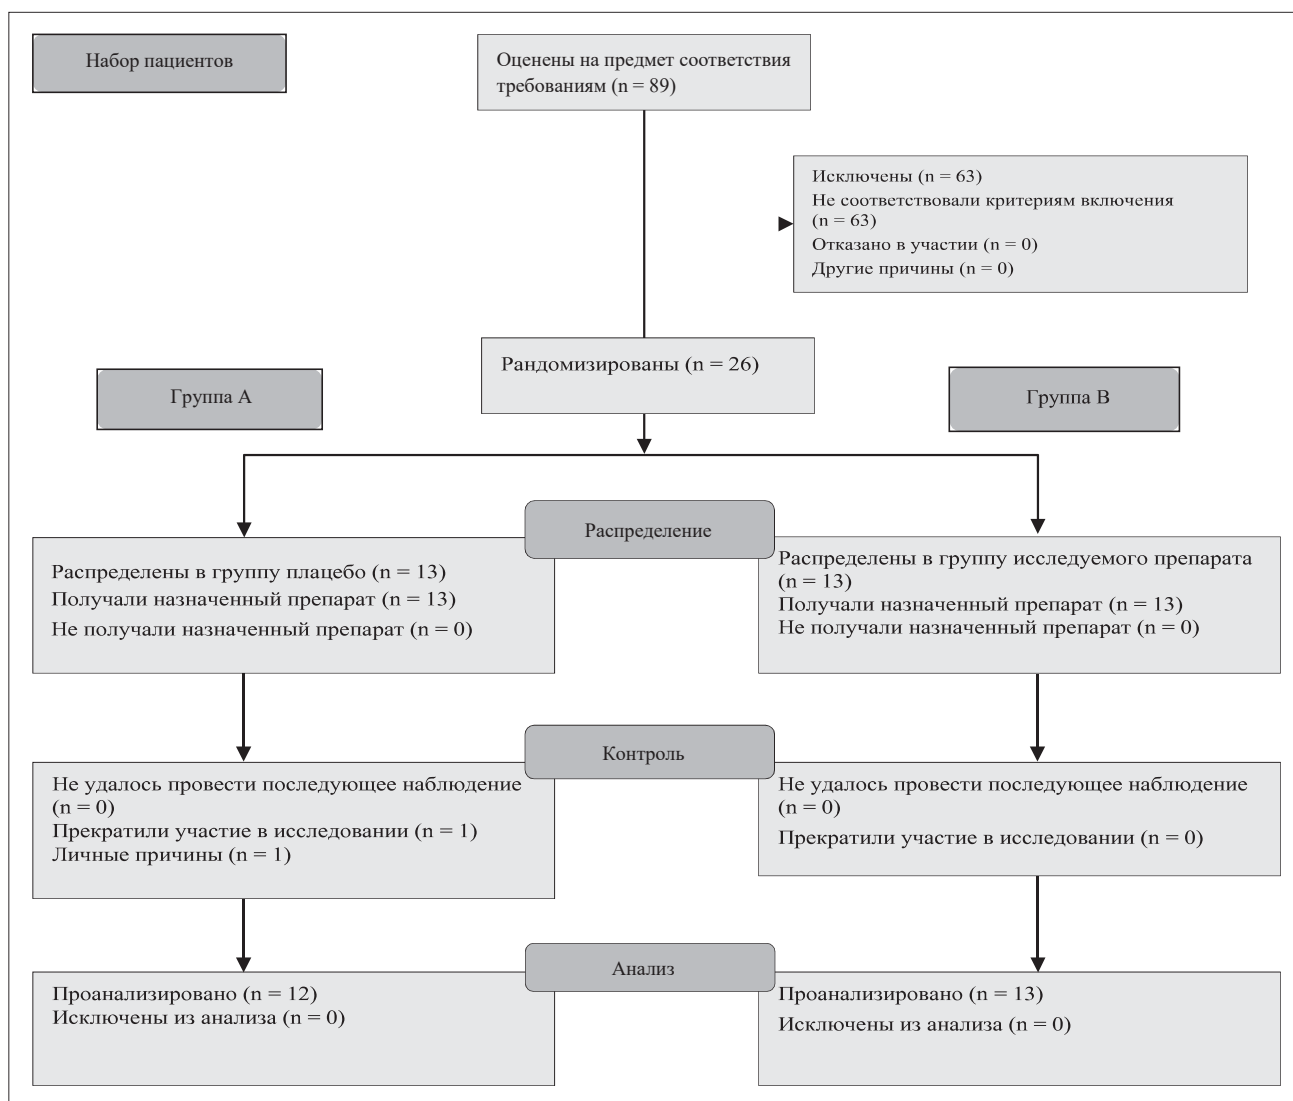 Набор пациентов
Оценены на предмет соответствия
требованиям (n = 89)
Исключены (n = 63)
Не соответствовали критериям включения
(n = 63)
Отказано в участии (n = 0)
Другие причины (n = 0)
Рандомизированы (n = 26)
Группа А
Группа В
Распределение
Распределены в группу плацебо (n = 13)
Получали назначенный препарат (n = 13)
Не получали назначенный препарат (n = 0)
Распределены в группу исследуемого препарата
(n = 13)
Получали назначенный препарат (n = 13)
Не получали назначенный препарат (n = 0)
Контроль
Не удалось провести последующее наблюдение
(n = 0)
Прекратили участие в исследовании (n = 1)
Личные причины (n = 1)
Не удалось провести последующее наблюдение
(n = 0)
Прекратили участие в исследовании (n = 0)
Анализ
Проанализировано (n = 12)
Исключены из анализа (n = 0)
Проанализировано (n = 13)
Исключены из анализа (n = 0)